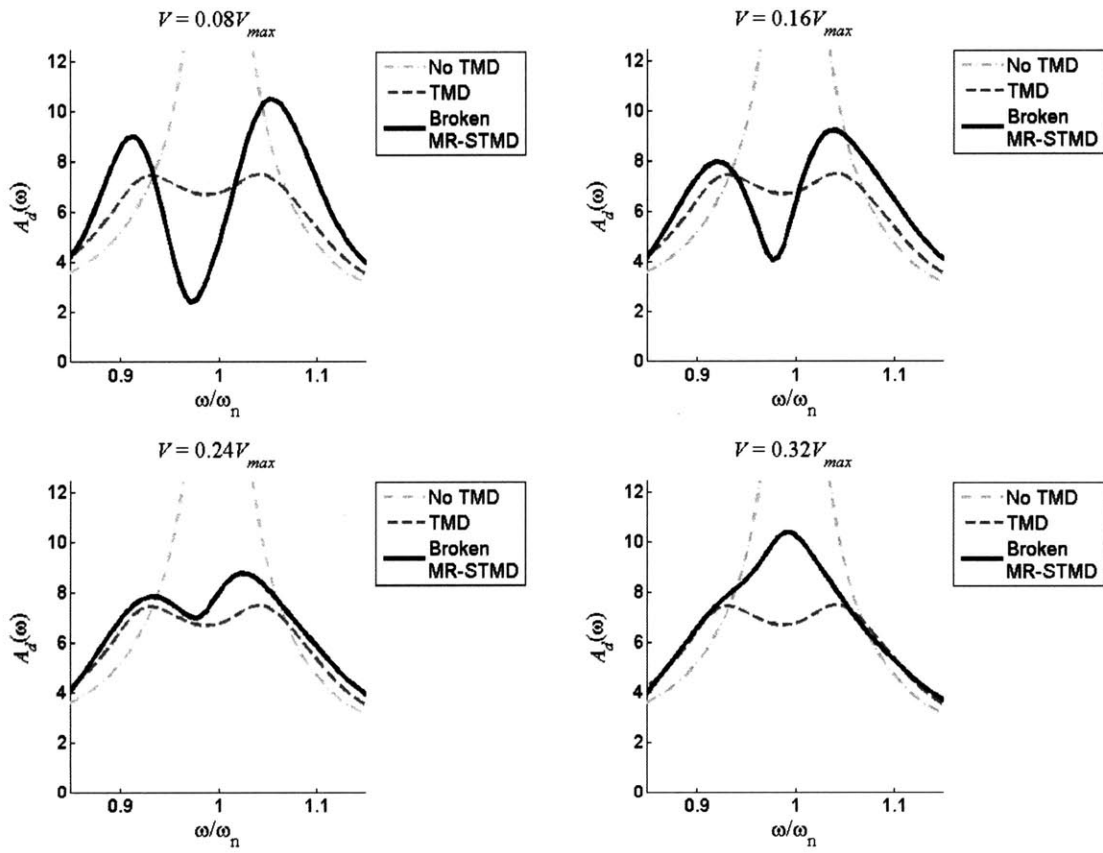 V = 0.08V_max
12
10
8
6
4
2
0
A_d(ω)
0.9 1 1.1
ω/ω_n
No TMD
TMD
Broken
MR-STMD
V = 0.16V_max
12
10
8
6
4
2
0
A_d(ω)
0.9 1 1.1
ω/ω_n
No TMD
TMD
Broken
MR-STMD
V = 0.24V_max
12
10
8
6
4
2
0
A_d(ω)
0.9 1 1.1
ω/ω_n
No TMD
TMD
Broken
MR-STMD
V = 0.32V_max
12
10
8
6
4
2
0
A_d(ω)
0.9 1 1.1
ω/ω_n
No TMD
TMD
Broken
MR-STMD